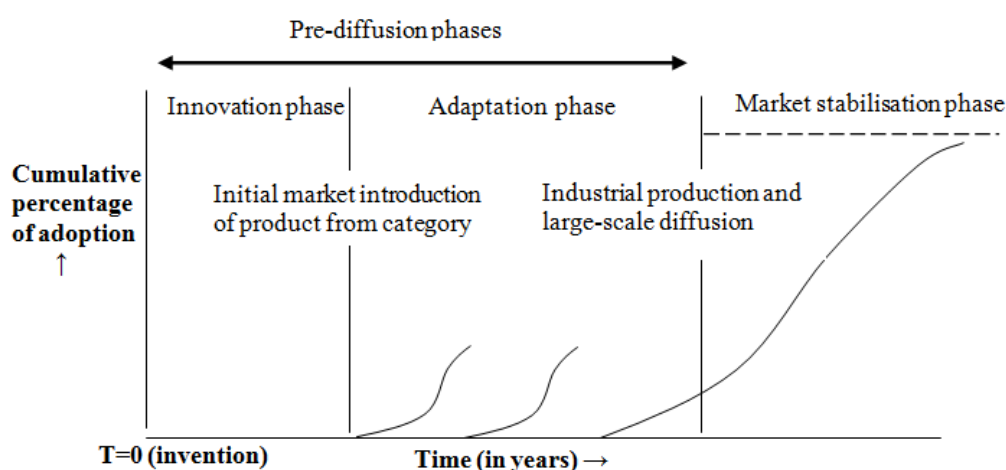 Pre-diffusion phases
Innovation phase
Adaptation phase
Market stabilisation phase
Cumulative
percentage
of adoption
↑
Initial market introduction
of product from category
Industrial production and
large-scale diffusion
T=0 (invention)
Time (in years) →